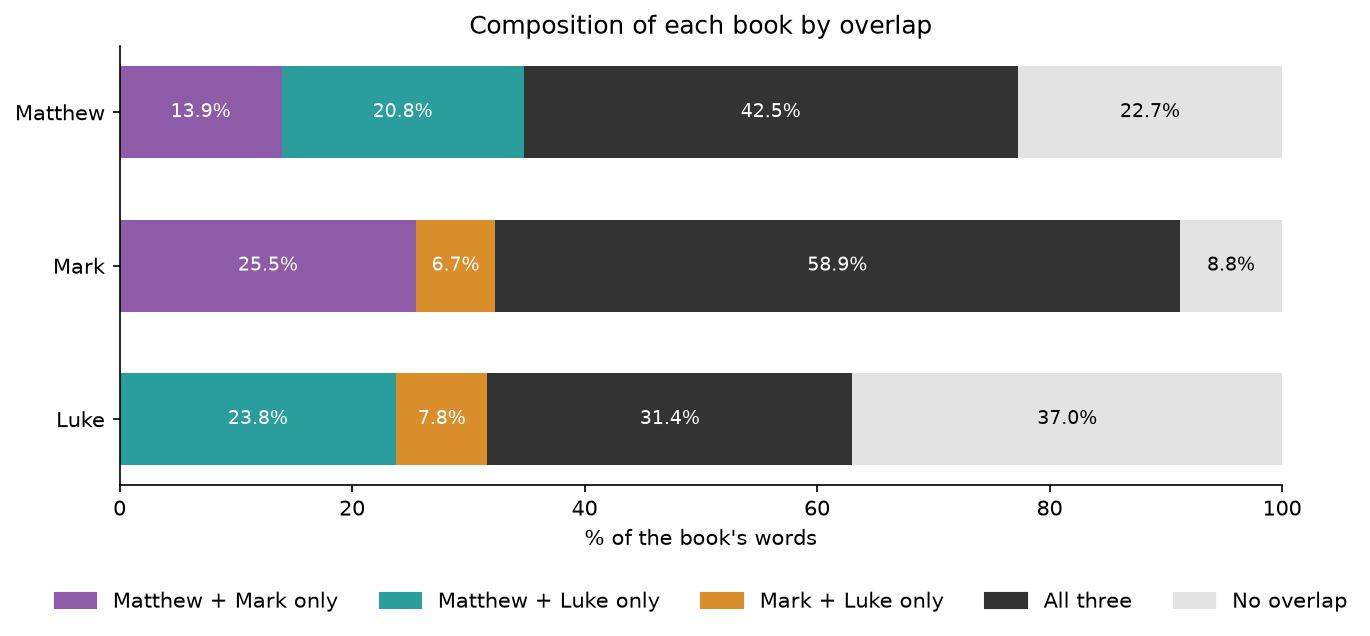 Composition of each book by overlap
Matthew 13.9% 20.8% 42.5% 22.7%
Mark 25.5% 6.7% 58.9% 8.8%
Luke 23.8% 7.8% 31.4% 37.0%
0 20 40 60 80 100
% of the book's words
Matthew + Mark only Matthew + Luke only Mark + Luke only All three No overlap